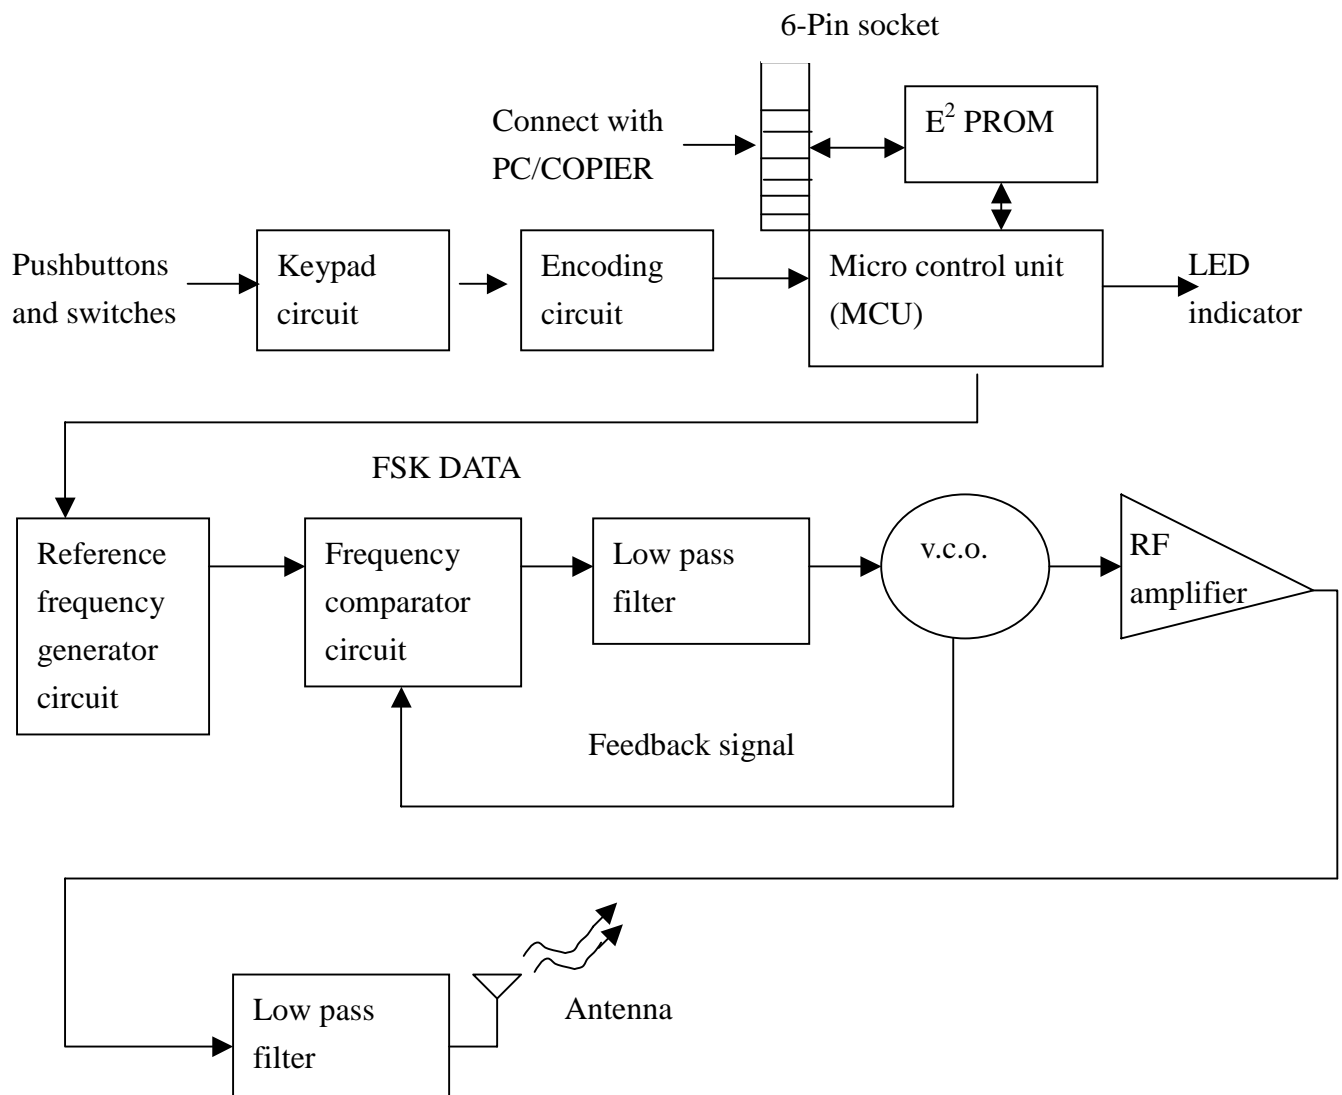 6-Pin socket
Connect with
PC/COPIER
E² PROM
Pushbuttons
and switches
Keypad
circuit
Encoding
circuit
Micro control unit
(MCU)
LED
indicator
FSK DATA
Reference
frequency
generator
circuit
Frequency
comparator
circuit
Low pass
filter
v.c.o.
RF
amplifier
Feedback signal
Low pass
filter
Antenna